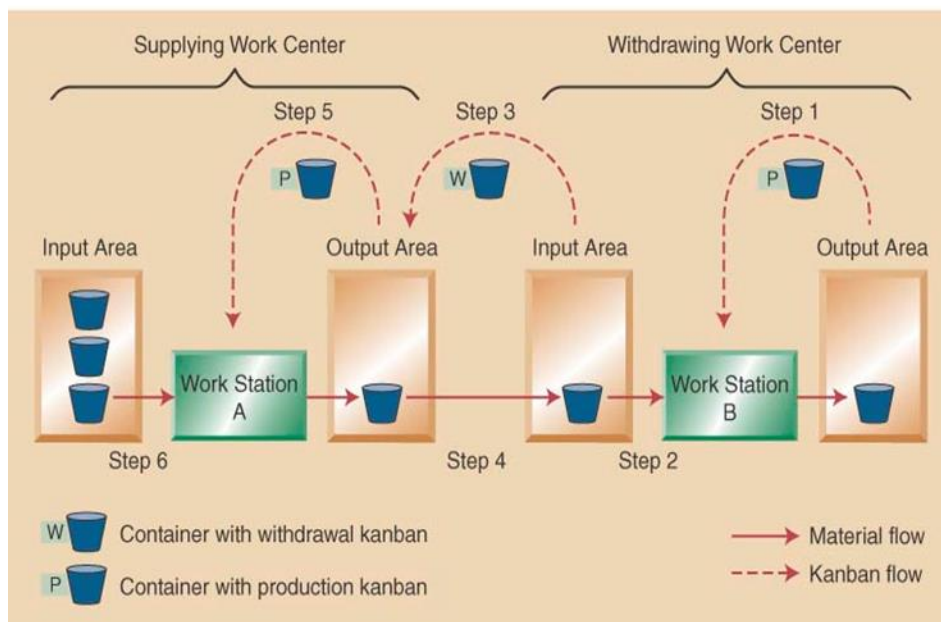 Supplying Work Center
Withdrawing Work Center
Step 5
Step 3
Step 1
P
W
P
Input Area
Output Area
Input Area
Output Area
Work Station
A
Work Station
B
Step 6
Step 4
Step 2
W
Container with withdrawal kanban
Material flow
P
Container with production kanban
Kanban flow